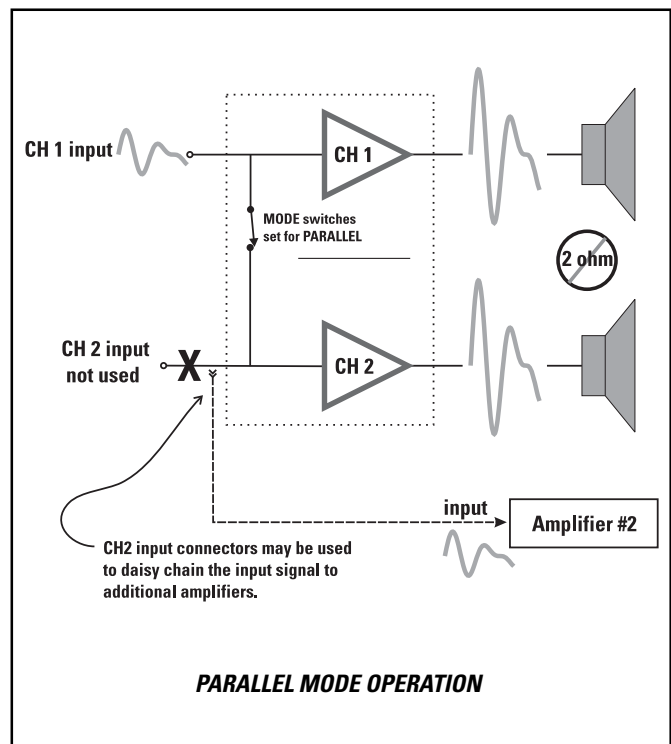 CH 1 input
CH 1
MODE switches
set for PARALLEL
2 ohm
CH 2 input
not used
X
CH 2
input
Amplifier #2
CH2 input connectors may be used
to daisy chain the input signal to
additional amplifiers.
PARALLEL MODE OPERATION